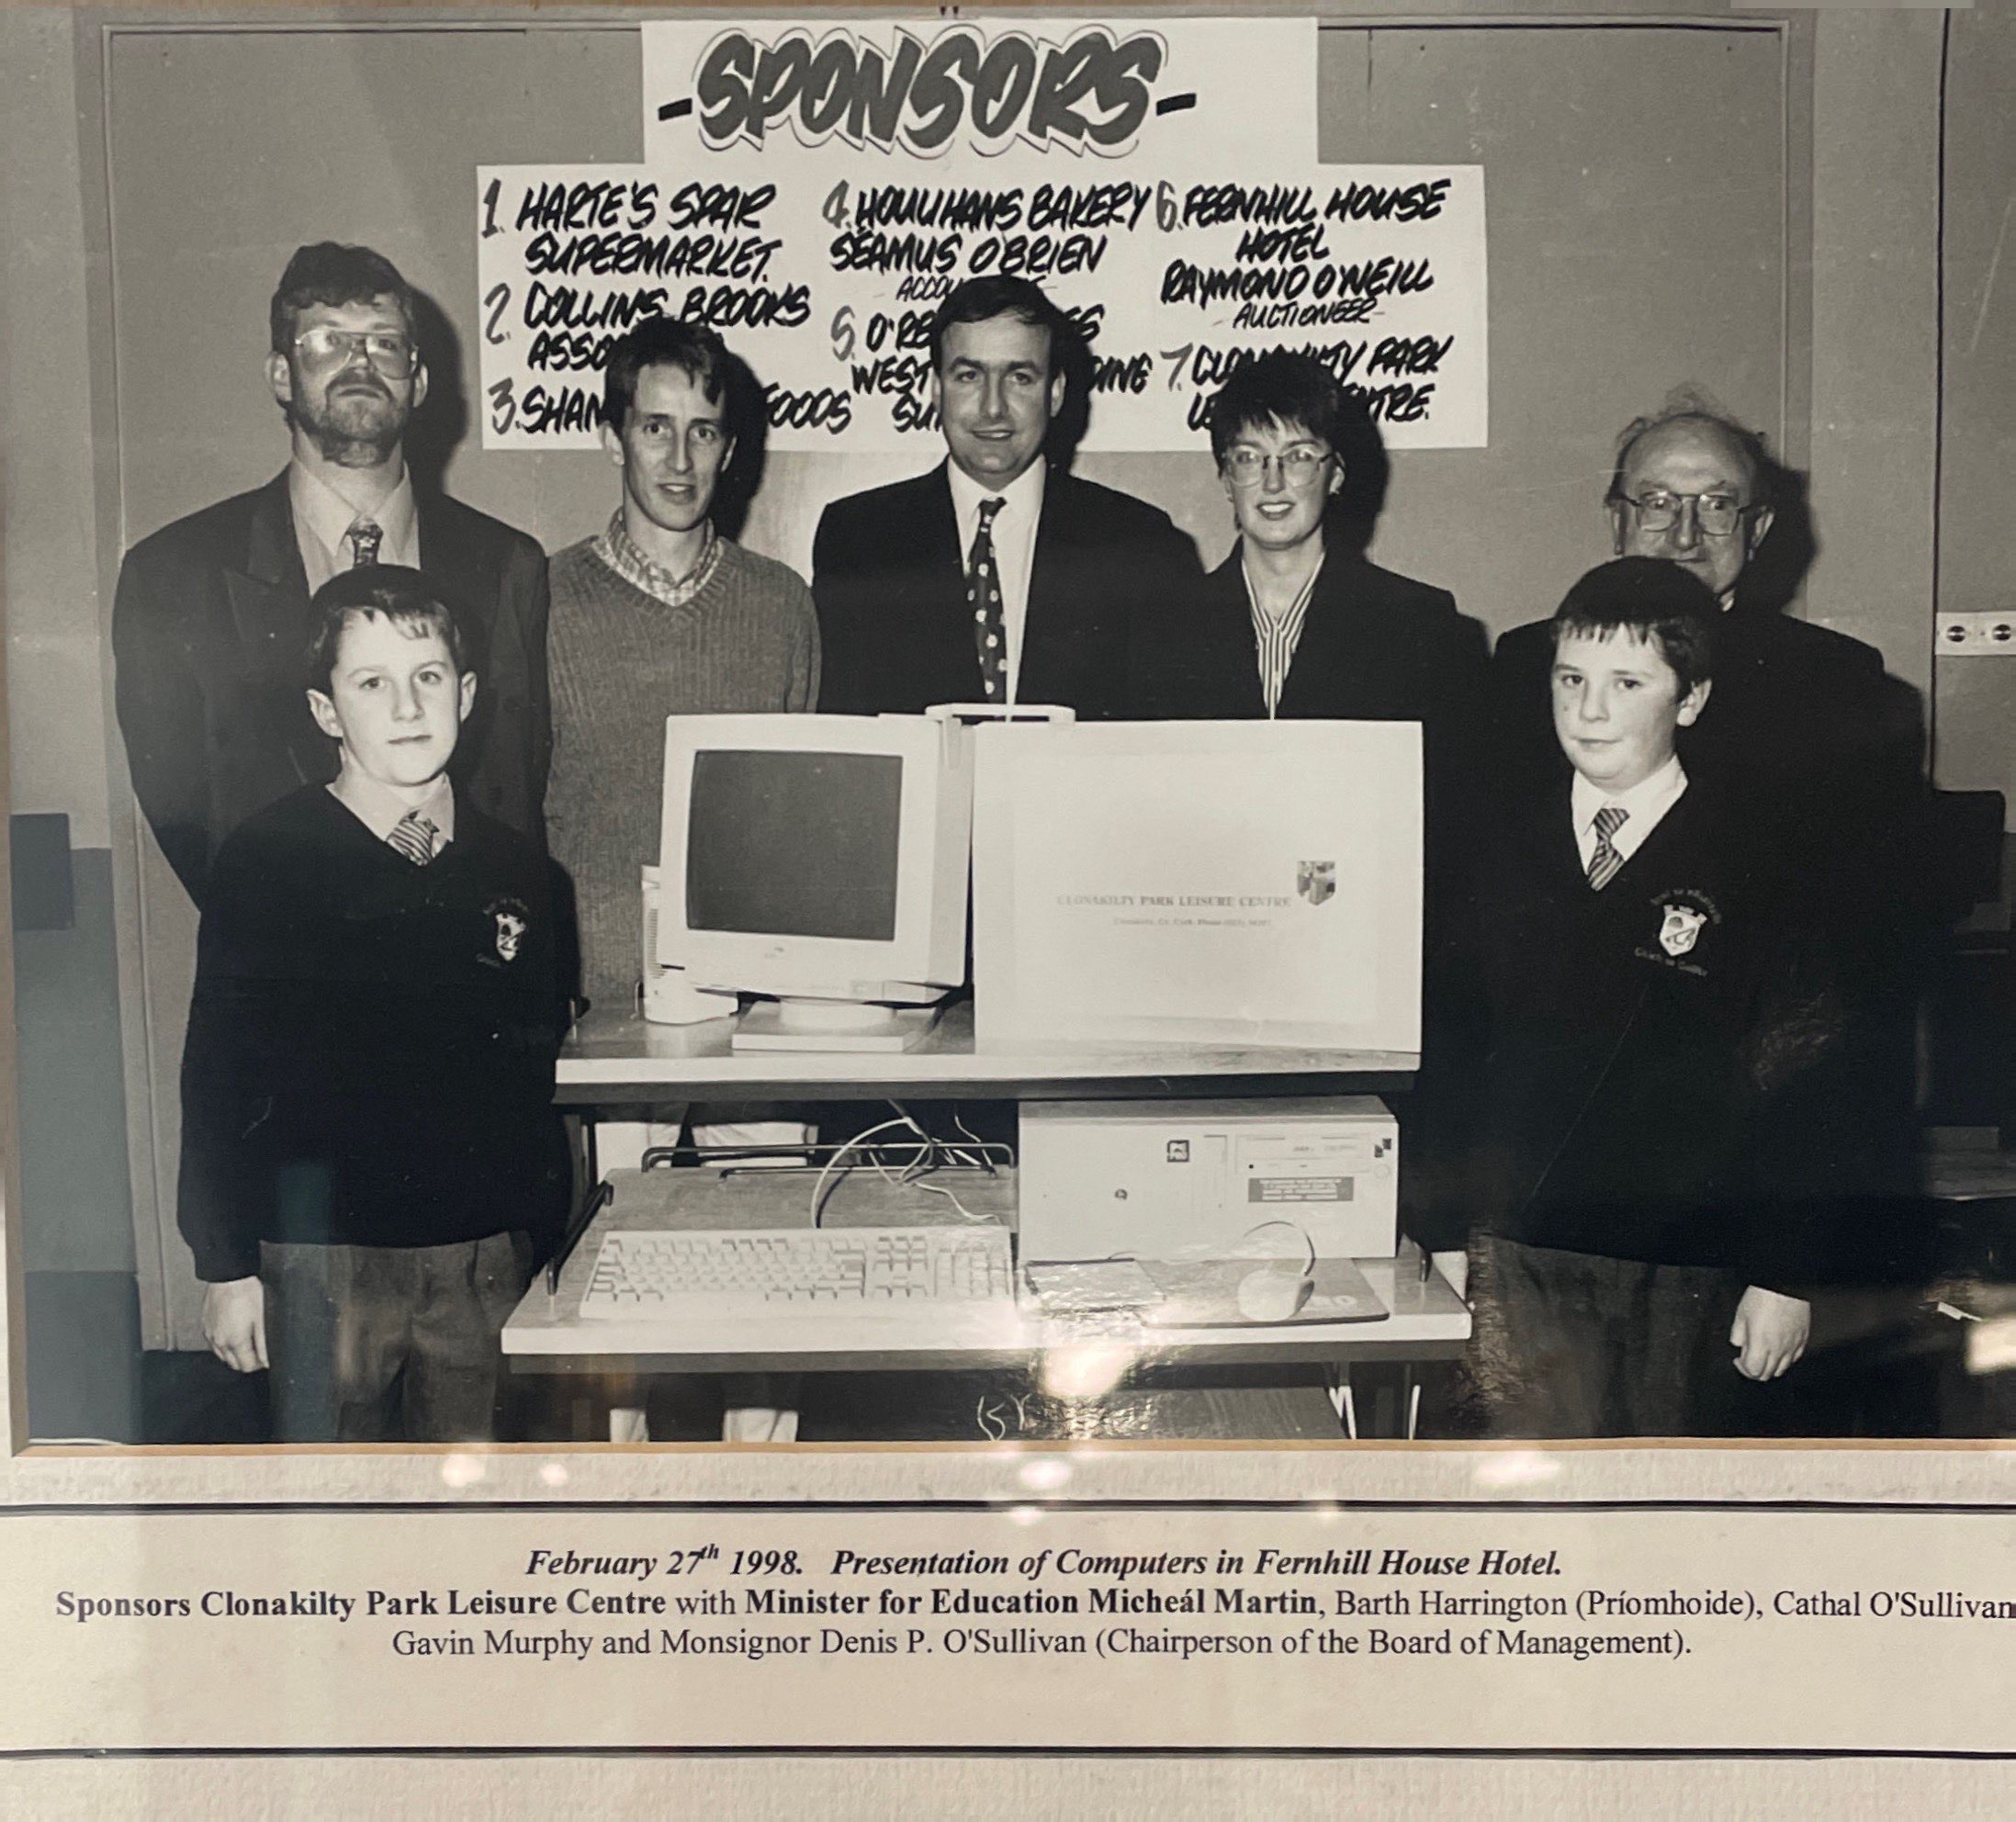 -SPONSORS-
1. HARTE'S SPAR
SUPERMARKET.
2. COLLINS BROOKS
3. FOODS
4. HOULIHANS BAKERY
SÉAMUS O'BRIEN
5.
WEST
6. FERNHILL HOUSE
HOTEL
RAYMOND O'NEILL
-AUCTIONEER-
7. PARK
CLONAKILTY PARK LEISURE CENTRE
February 27th 1998. Presentation of Computers in Fernhill House Hotel.
Sponsors Clonakilty Park Leisure Centre with Minister for Education Micheál Martin, Barth Harrington (Príomhoide), Cathal O'Sullivan
Gavin Murphy and Monsignor Denis P. O'Sullivan (Chairperson of the Board of Management).